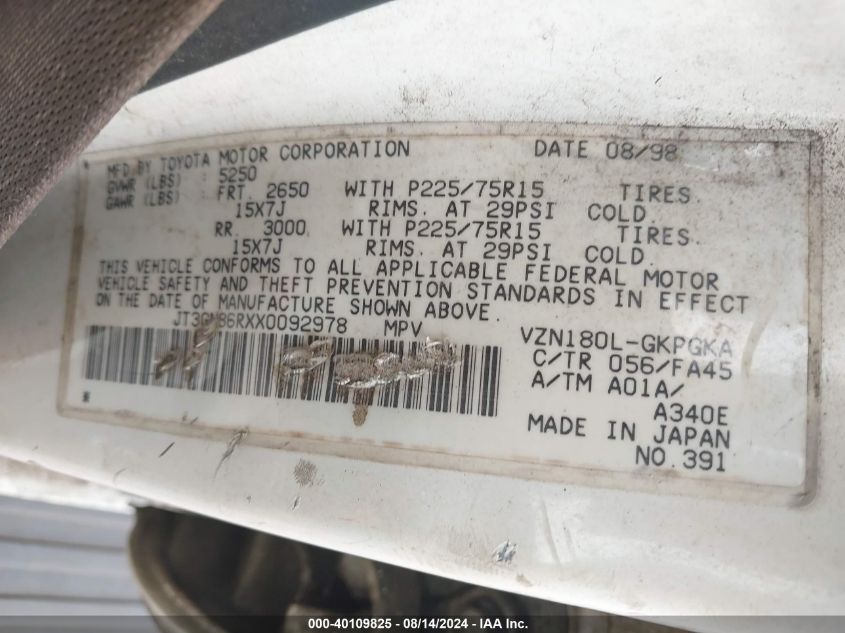 MFD.BY TOYOTA MOTOR CORPORATION DATE 08/98
GVWR (LBS) : 5250
GAWR (LBS) : FRT. 2650 WITH P225/75R15 TIRES.
15X7J RIMS. AT 29PSI COLD.
RR. 3000. WITH P225/75R15 TIRES.
15X7J RIMS. AT 29PSI COLD.
THIS VEHICLE CONFORMS TO ALL APPLICABLE FEDERAL MOTOR
VEHICLE SAFETY AND THEFT PREVENTION STANDARDS IN EFFECT
ON THE DATE OF MANUFACTURE SHOWN ABOVE.
MPV
VZN180L-GKPGKA
C/TR 056/FA45
A/TM A01A/
A340E
MADE IN JAPAN
NO.391
000-40109825 - 08/14/2024 - IAA Inc.